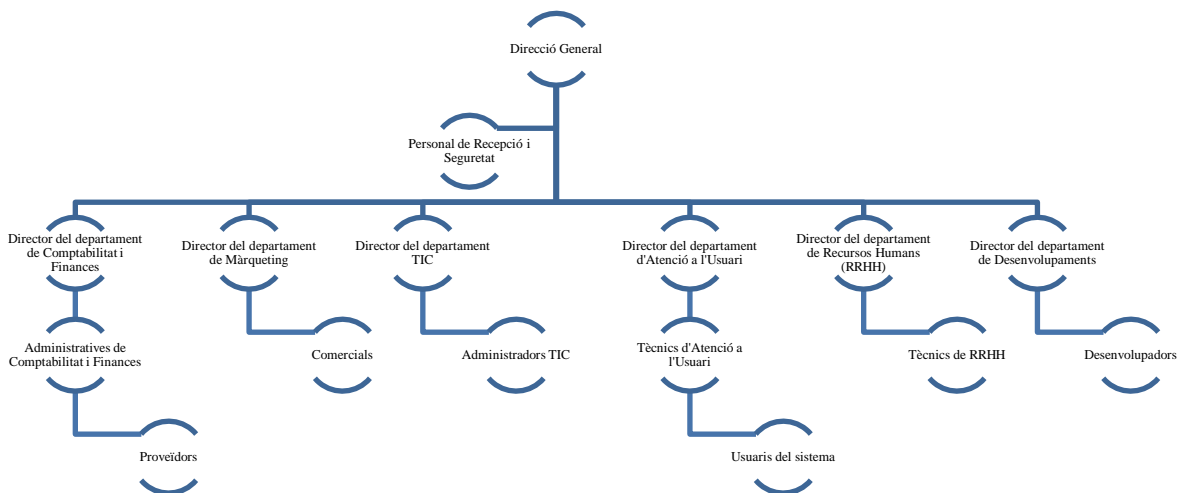 Direcció General
Personal de Recepció i
Seguretat
Director del departament
de Comptabilitat i
Finances
Director del departament
de Màrqueting
Director del departament
TIC
Director del departament
d'Atenció a l'Usuari
Director del departament
de Recursos Humans
(RRHH)
Director del departament
de Desenvolupaments
Administratives de
Comptabilitat i Finances
Comercials
Administradors TIC
Tècnics d'Atenció a
l'Usuari
Tècnics de RRHH
Desenvolupadors
Proveïdors
Usuaris del sistema